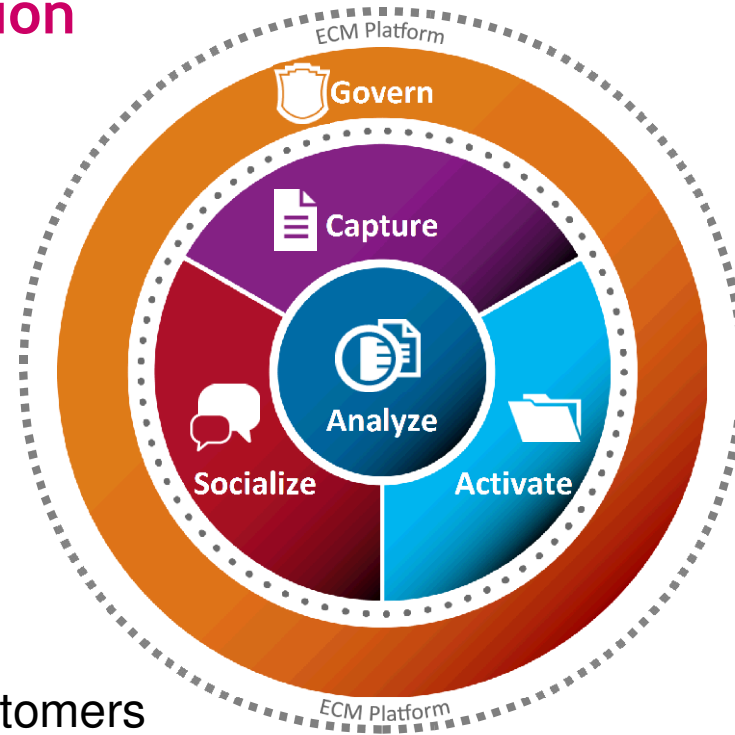 ion
ECM Platform
Govern
Capture
Analyze
Socialize
Activate
ECM Platform
tomers